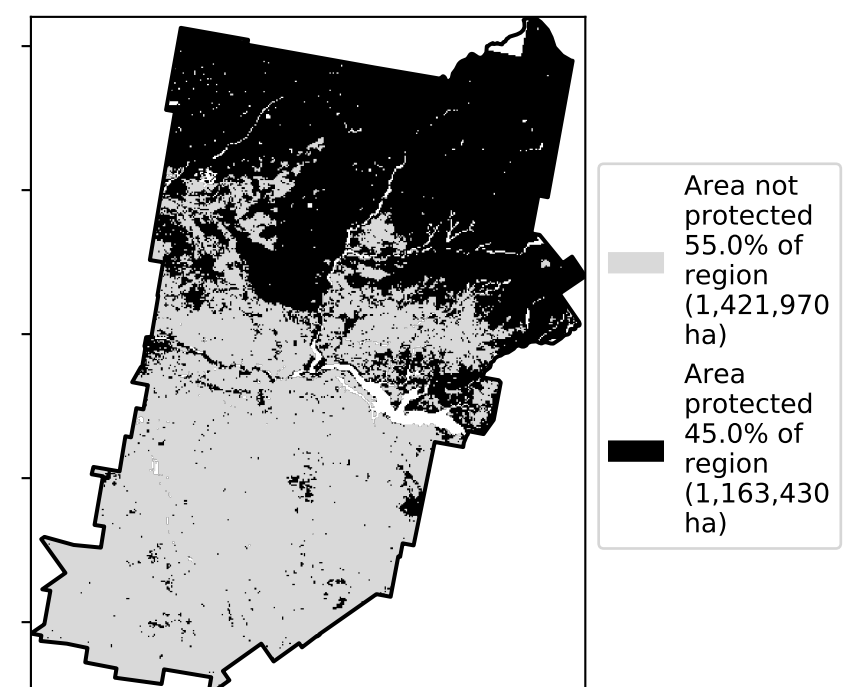 Area not
protected
55.0% of
region
(1,421,970
ha)
Area
protected
45.0% of
region
(1,163,430
ha)